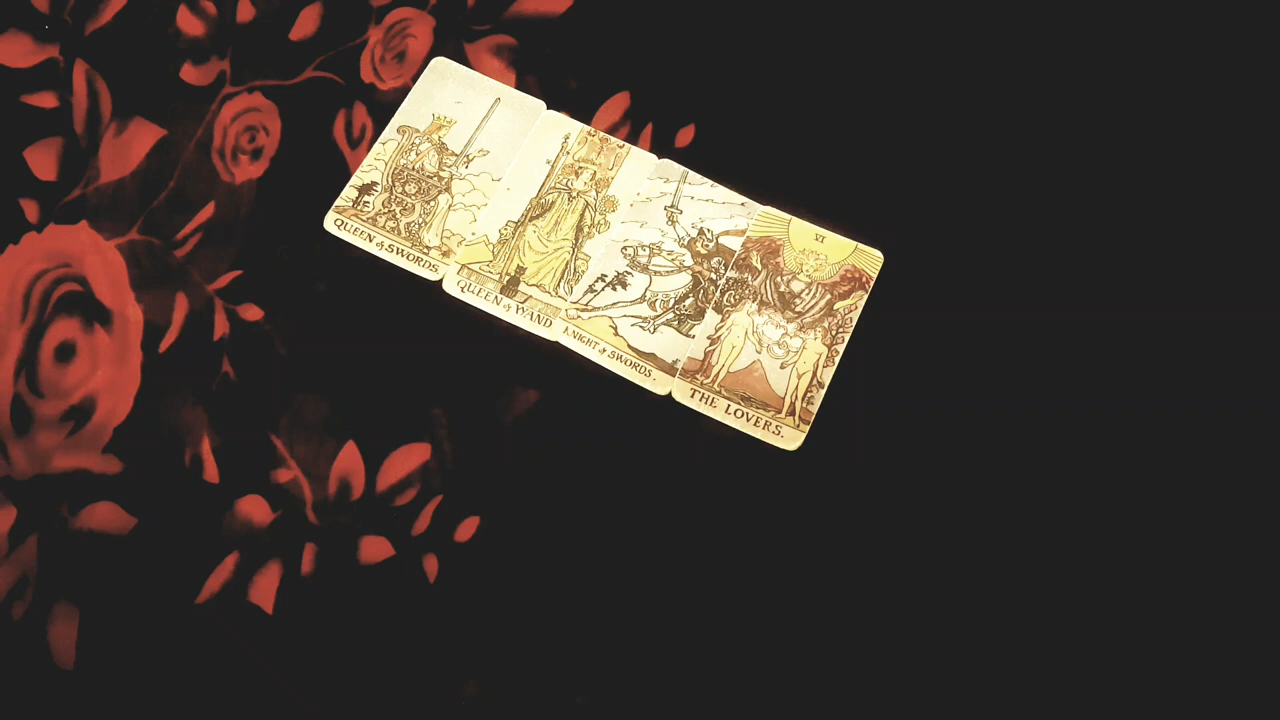 QUEEN of SWORDS.
QUEEN of WAND
KNIGHT of SWORDS.
VI
THE LOVERS.